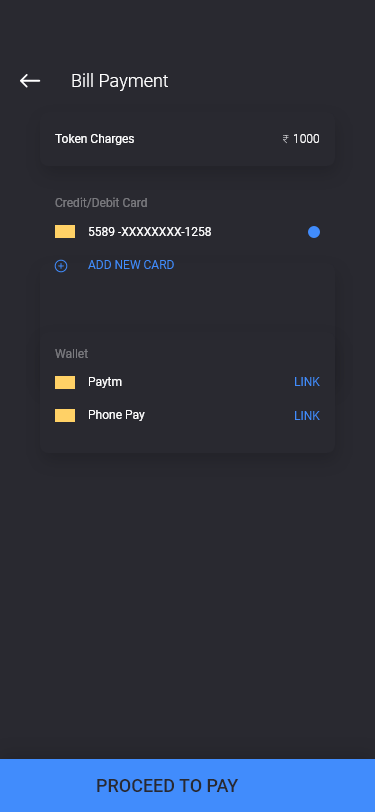 Bill Payment
Token Charges ₹ 1000
Credit/Debit Card
5589 -XXXXXXXX-1258
ADD NEW CARD
Wallet
Paytm LINK
Phone Pay LINK
PROCEED TO PAY